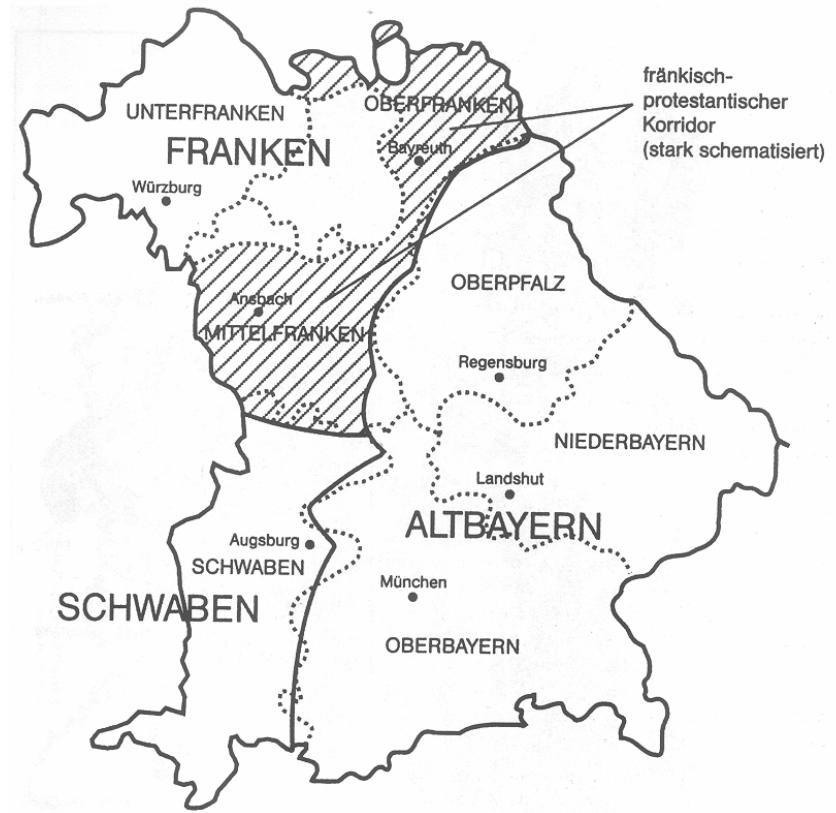 fränkisch-
protestantischer
Korridor
(stark schematisiert)
OBERFRANKEN
UNTERFRANKEN
FRANKEN
Bayreuth
Würzburg
OBERPFALZ
Ansbach
MITTELFRANKEN
Regensburg
NIEDERBAYERN
Landshut
ALTBAYERN
Augsburg
SCHWABEN
München
SCHWABEN
OBERBAYERN